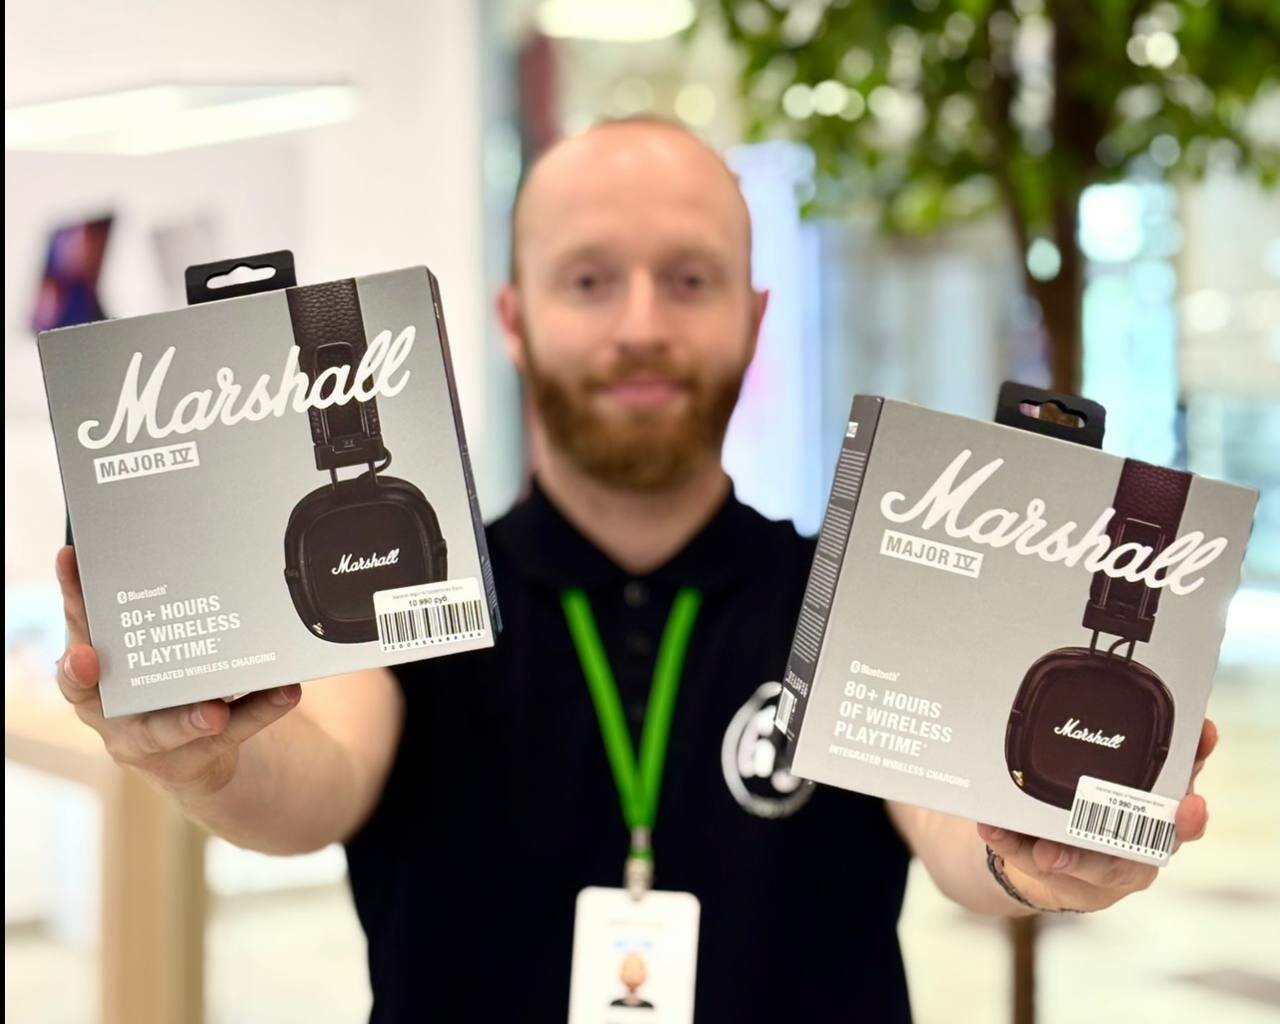 Marshall
MAJOR IV
Bluetooth®
80+ HOURS
OF WIRELESS
PLAYTIME*
INTEGRATED WIRELESS CHARGING
Marshall
10 990 руб.
Marshall
MAJOR IV
Bluetooth®
80+ HOURS
OF WIRELESS
PLAYTIME*
INTEGRATED WIRELESS CHARGING
Marshall
10 990 руб.